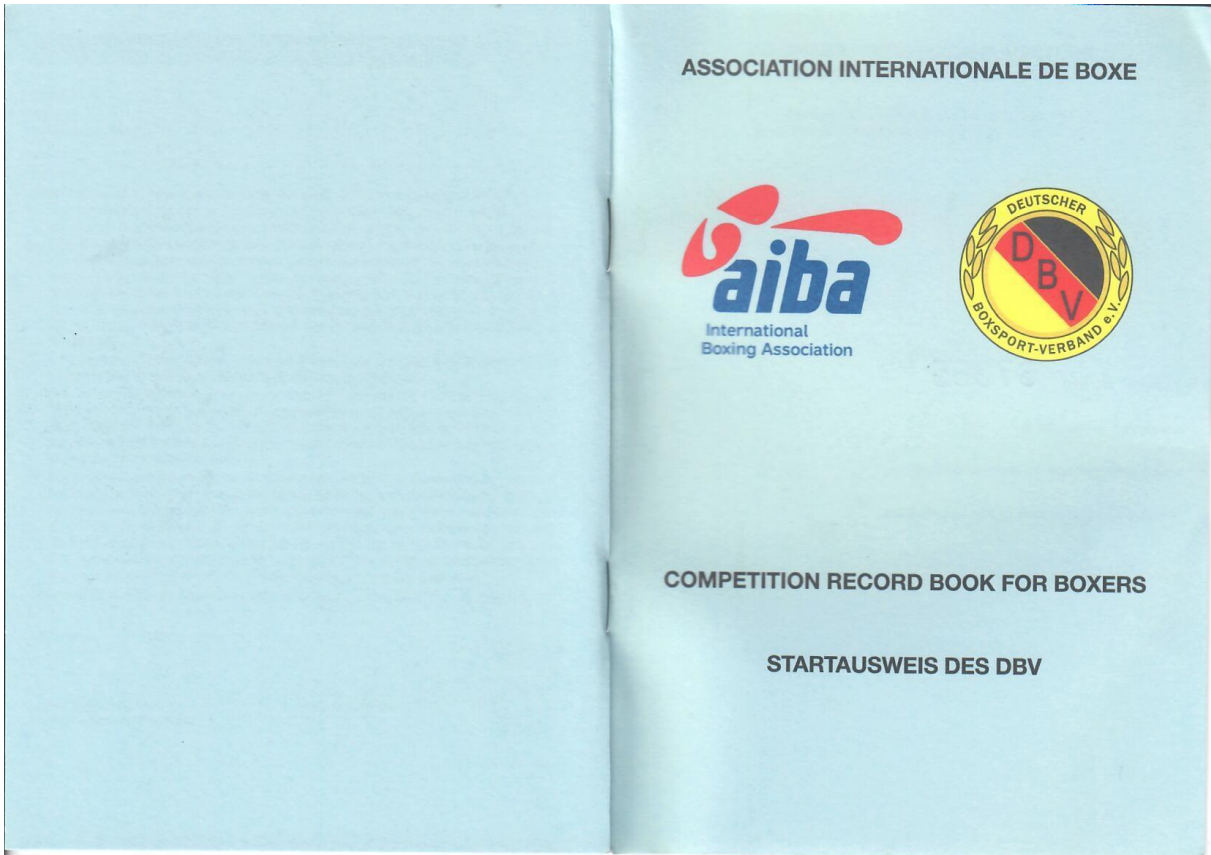 ASSOCIATION INTERNATIONALE DE BOXE
aiba
International
Boxing Association
DEUTSCHER
D
B
V
BOXSPORT-VERBAND e.V.
COMPETITION RECORD BOOK FOR BOXERS
STARTAUSWEIS DES DBV